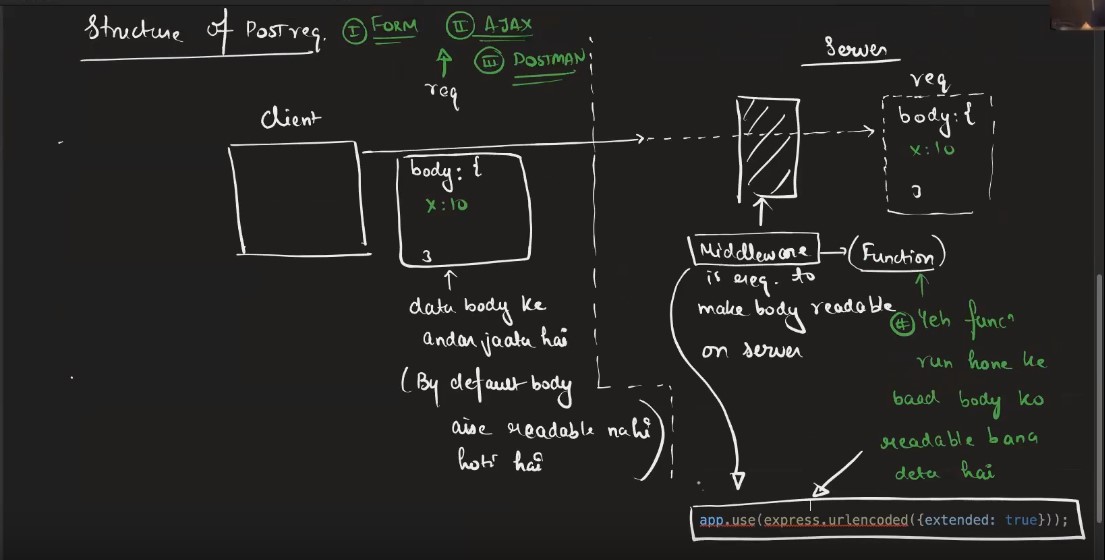 Structure of Post req. I FORM II AJAX
III POSTMAN
req
Client
body: {
x:10
}
data body ke
andar jaata hai
(By default body
aise readable nahi
hoti hai)
Server
req
body: {
x:10
}
Middleware → (Function)
is req. to
make body readable
on server
# Yeh funcn
run hone ke
baad body ko
readable bana
deta hai
app.use(express.urlencoded({extended: true}));